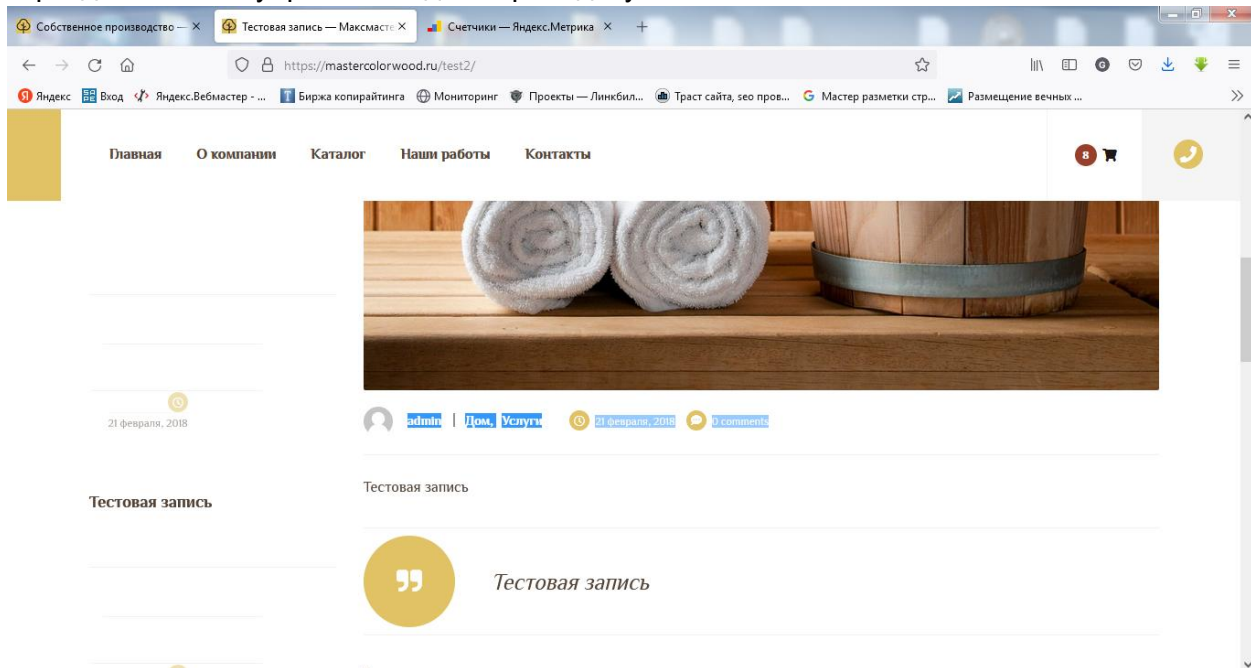 Собственное производство —
Тестовая запись — Максмасте
Счетчики — Яндекс.Метрика
https://mastercolorwood.ru/test2/
Яндекс
Вход
Яндекс.Вебмастер - ...
Биржа копирайтинга
Мониторинг
Проекты — Линкбил...
Траст сайта, seo пров...
Мастер разметки стр...
Размещение вечных ...
Главная
О компании
Каталог
Наши работы
Контакты
8
admin | Дом, Услуги 21 февраля, 2018 0 comments
21 февраля, 2018
Тестовая запись
Тестовая запись
Тестовая запись